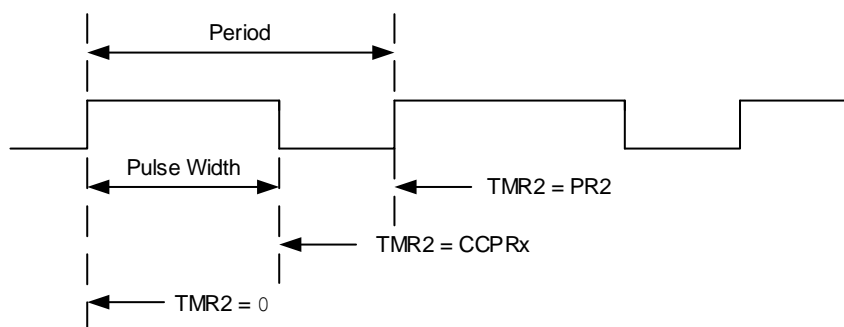 Period
Pulse Width
TMR2 = PR2
TMR2 = CCPRx
TMR2 = 0